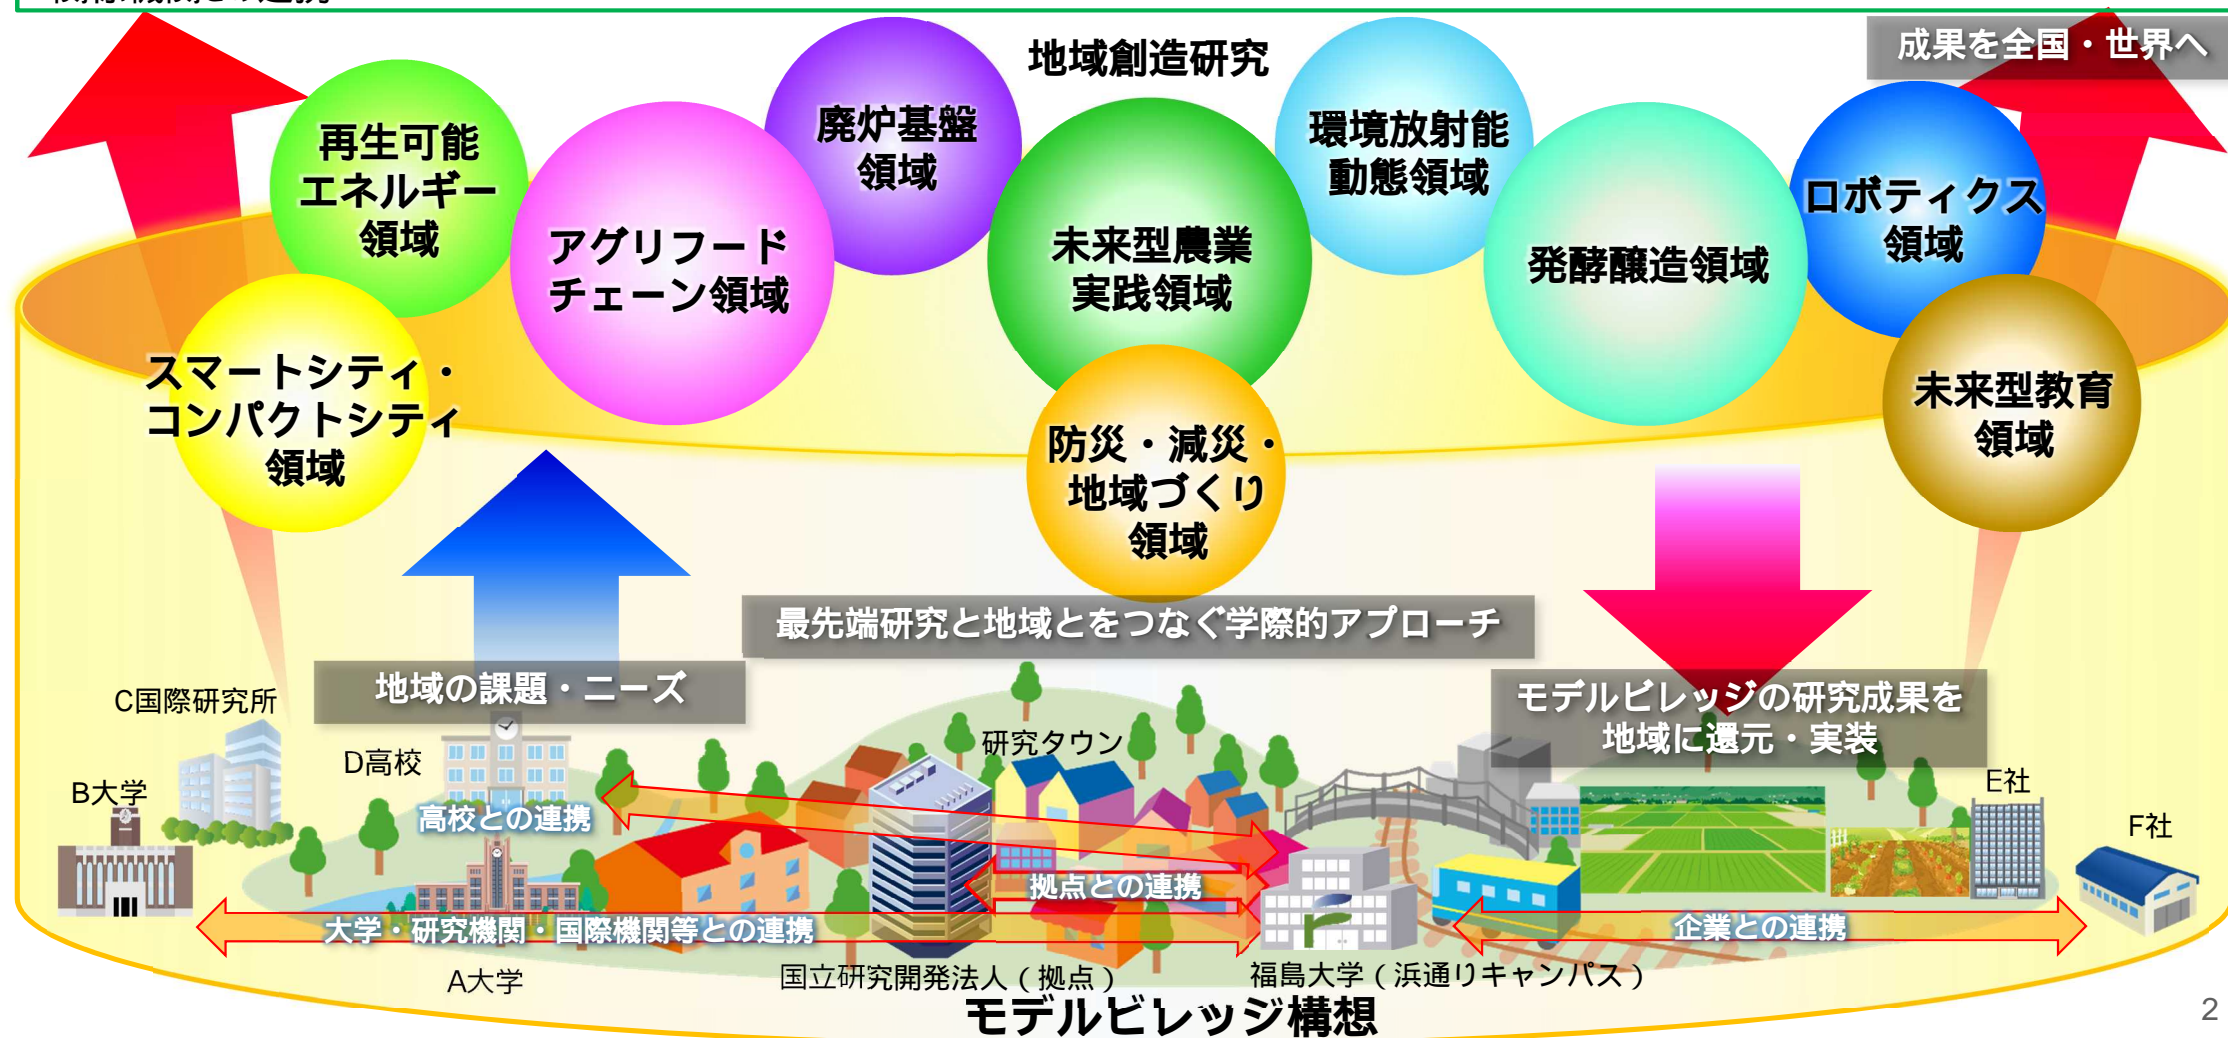 成果を全国・世界へ
地域創造研究
再生可能
エネルギー
領域
アグリフード
チェーン領域
廃炉基盤
領域
未来型農業
実践領域
環境放射能
動態領域
発酵醸造領域
ロボティクス
領域
スマートシティ・
コンパクトシティ
領域
防災・減災・
地域づくり
領域
未来型教育
領域
最先端研究と地域とをつなぐ学際的アプローチ
地域の課題・ニーズ
モデルビレッジの研究成果を
地域に還元・実装
C国際研究所
D高校
研究タウン
B大学
E社
F社
高校との連携
拠点との連携
大学・研究機関・国際機関等との連携
企業との連携
A大学
国立研究開発法人（拠点）
福島大学（浜通りキャンパス）
モデルビレッジ構想
2